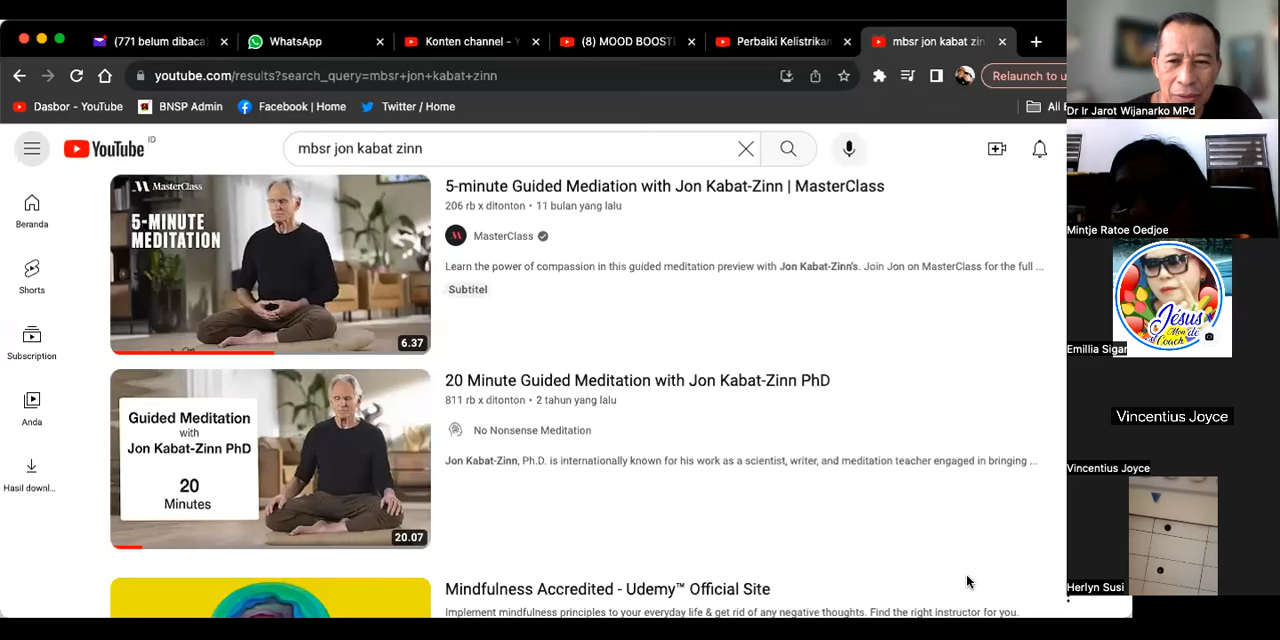 (771 belum dibaca
WhatsApp
Konten channel - Y
(8) MOOD BOOST
Perbaiki Kelistrikan
mbsr jon kabat zin
youtube.com/results?search_query=mbsr+jon+kabat+zinn
Relaunch to u
Dasbor - YouTube
BNSP Admin
Facebook | Home
Twitter / Home
All
YouTube ID
mbsr jon kabat zinn
Beranda
Shorts
Subscription
Anda
Hasil downl...
MasterClass
5-MINUTE
MEDITATION
6.37
5-minute Guided Mediation with Jon Kabat-Zinn | MasterClass
206 rb x ditonton • 11 bulan yang lalu
MasterClass
Learn the power of compassion in this guided meditation preview with Jon Kabat-Zinn's. Join Jon on MasterClass for the full ...
Subtitel
Guided Meditation
with
Jon Kabat-Zinn PhD
20
Minutes
20.07
20 Minute Guided Meditation with Jon Kabat-Zinn PhD
811 rb x ditonton • 2 tahun yang lalu
No Nonsense Meditation
Jon Kabat-Zinn, Ph.D. is internationally known for his work as a scientist, writer, and meditation teacher engaged in bringing ...
Mindfulness Accredited - Udemy™ Official Site
Implement mindfulness principles to your everyday life & get rid of any negative thoughts. Find the right instructor for you.
Dr Ir Jarot Wijanarko MPd
Mintje Ratoe Oedjoe
Jésus
Mon
de
Coach
Emillia Sigar
Vincentius Joyce
Vincentius Joyce
Herlyn Susi